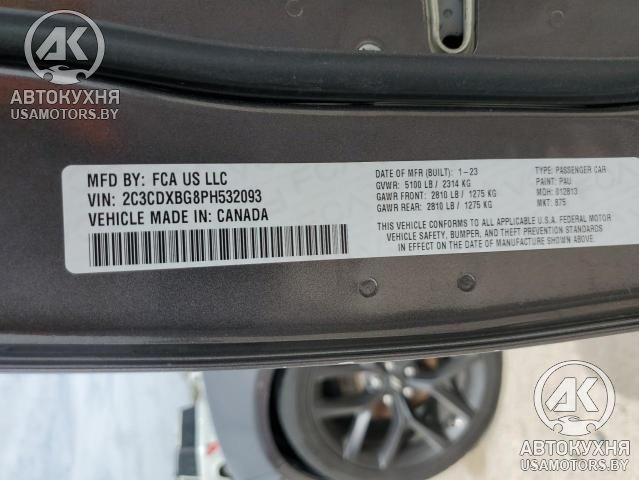 АК
АВТОКУХНЯ
USAMOTORS.BY
MFD BY: FCA US LLC
VIN: 2C3CDXBG8PH532093
VEHICLE MADE IN: CANADA
DATE OF MFR (BUILT): 1-23
GVWR: 5100 LB / 2314 KG
GAWR FRONT: 2810 LB / 1275 KG
GAWR REAR: 2810 LB / 1275 KG
TYPE: PASSENGER CAR
PAINT: PAU
MDH: 012813
MKT: 875
THIS VEHICLE CONFORMS TO ALL APPLICABLE U.S.A. FEDERAL MOTOR
VEHICLE SAFETY, BUMPER, AND THEFT PREVENTION STANDARDS
IN EFFECT ON THE DATE OF MANUFACTURE SHOWN ABOVE.
АК
АВТОКУХНЯ
USAMOTORS.BY